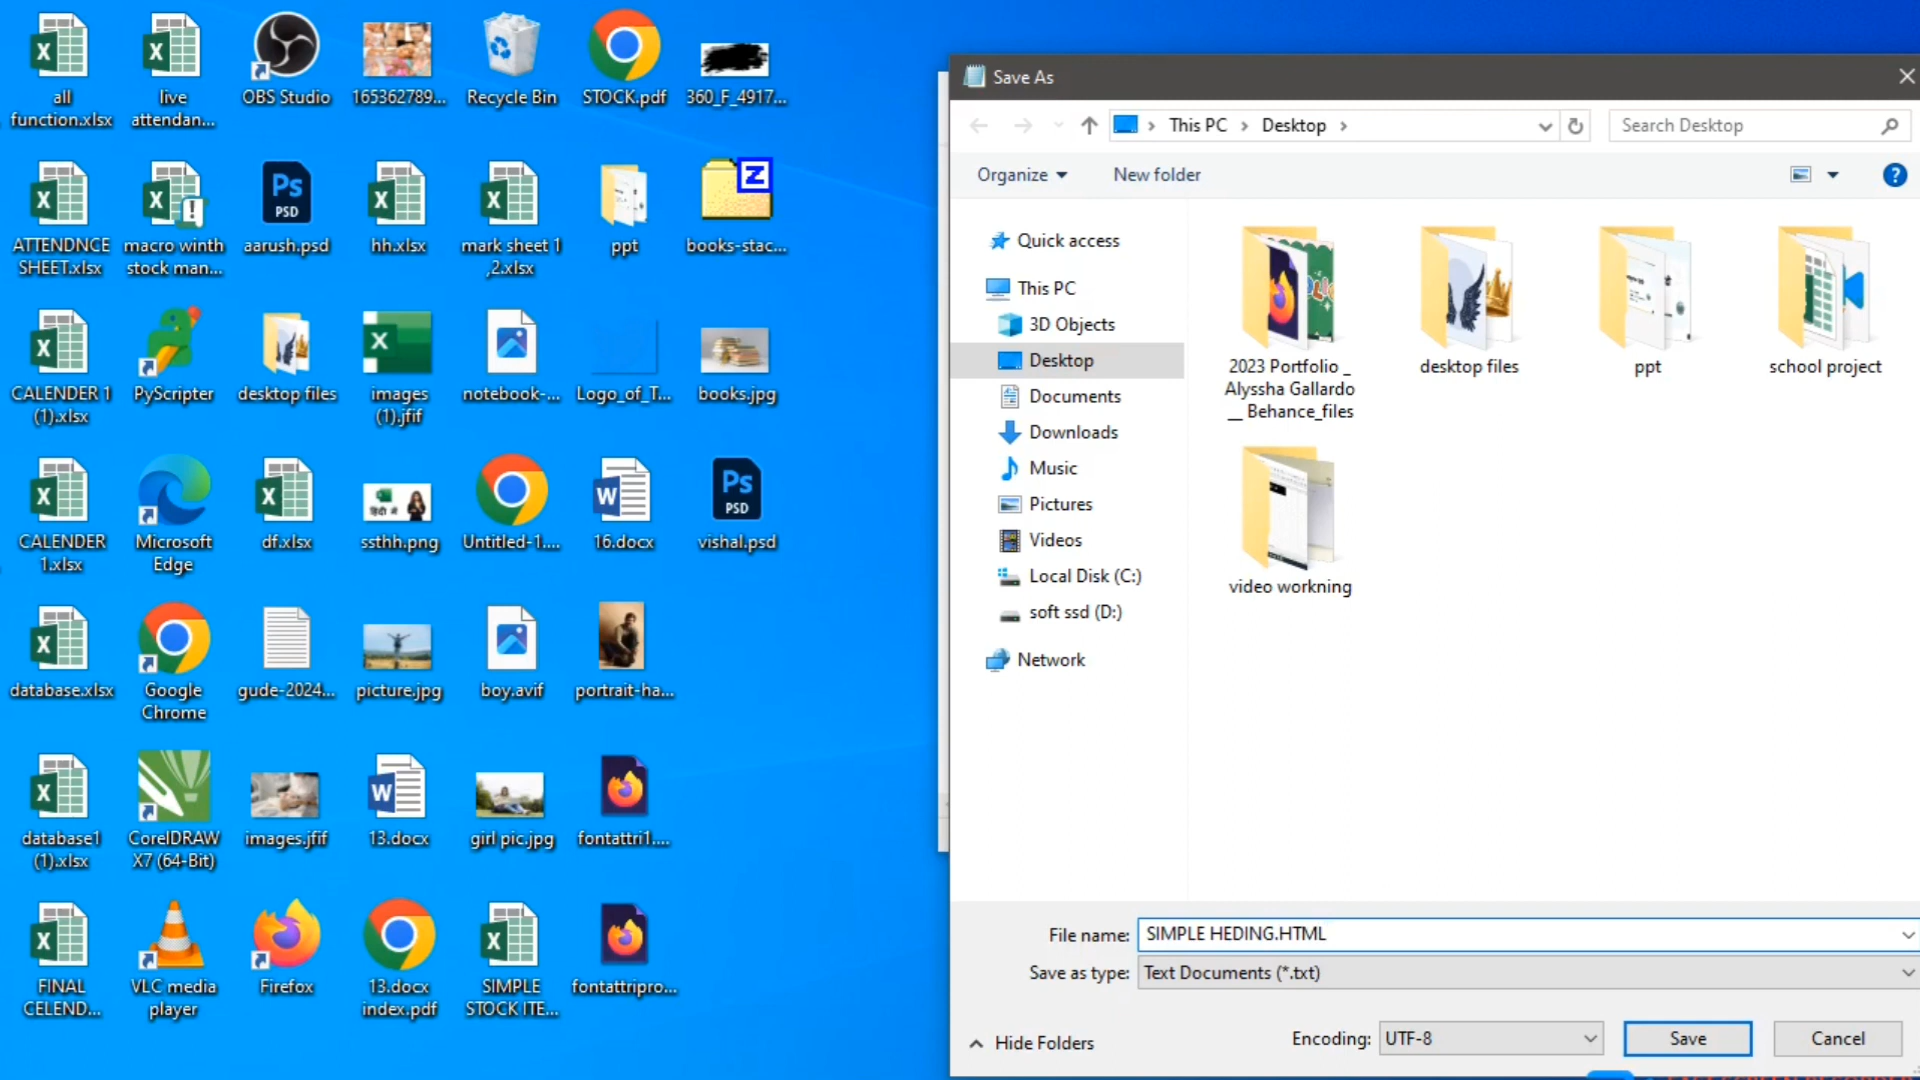 all
function.xlsx
live
attendan...
OBS Studio
165362789...
Recycle Bin
STOCK.pdf
360_F_4917...
ATTENDNCE
SHEET.xlsx
macro winth
stock man...
aarush.psd
hh.xlsx
mark sheet 1
,2.xlsx
ppt
books-stac...
CALENDER 1
(1).xlsx
PyScripter
desktop files
images
(1).jfif
notebook-...
Logo_of_T...
books.jpg
CALENDER
1.xlsx
Microsoft
Edge
df.xlsx
ssthh.png
Untitled-1....
16.docx
vishal.psd
database.xlsx
Google
Chrome
gude-2024...
picture.jpg
boy.avif
portrait-ha...
database1
(1).xlsx
CorelDRAW
X7 (64-Bit)
images.jfif
13.docx
girl pic.jpg
fontattri1....
FINAL
CELEND...
VLC media
player
Firefox
13.docx
index.pdf
SIMPLE
STOCK ITE...
fontattripro...
Ps
PSD
Ps
PSD
Save As
This PC
Desktop
Search Desktop
Organize
New folder
Quick access
This PC
3D Objects
Desktop
Documents
Downloads
Music
Pictures
Videos
Local Disk (C:)
soft ssd (D:)
Network
2023 Portfolio _
Alyssha Gallardo
__ Behance_files
desktop files
ppt
school project
video workning
File name: SIMPLE HEDING.HTML
Save as type: Text Documents (*.txt)
Hide Folders
Encoding: UTF-8
Save
Cancel